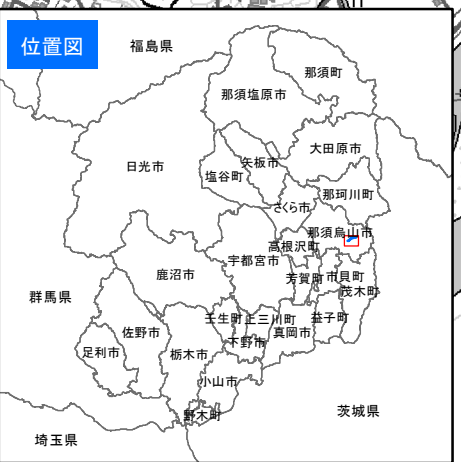 位置図
福島県
那須町
那須塩原市
大田原市
矢板市
日光市
塩谷町
那珂川町
さくら市
那須烏山市
高根沢町
宇都宮市
鹿沼市
芳賀町
市貝町
茂木町
群馬県
壬生町
上三川町
益子町
真岡市
佐野市
下野市
足利市
栃木市
小山市
野木町
茨城県
埼玉県